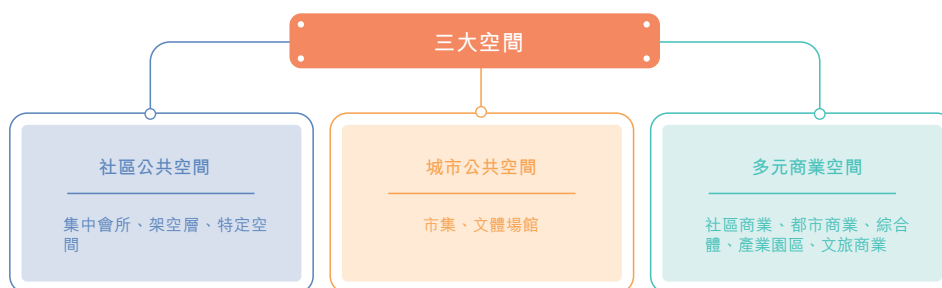 三大空間
社區公共空間
集中會所、架空層、特定空
間
城市公共空間
市集、文體場館
多元商業空間
社區商業、都市商業、綜合
體、產業園區、文旅商業